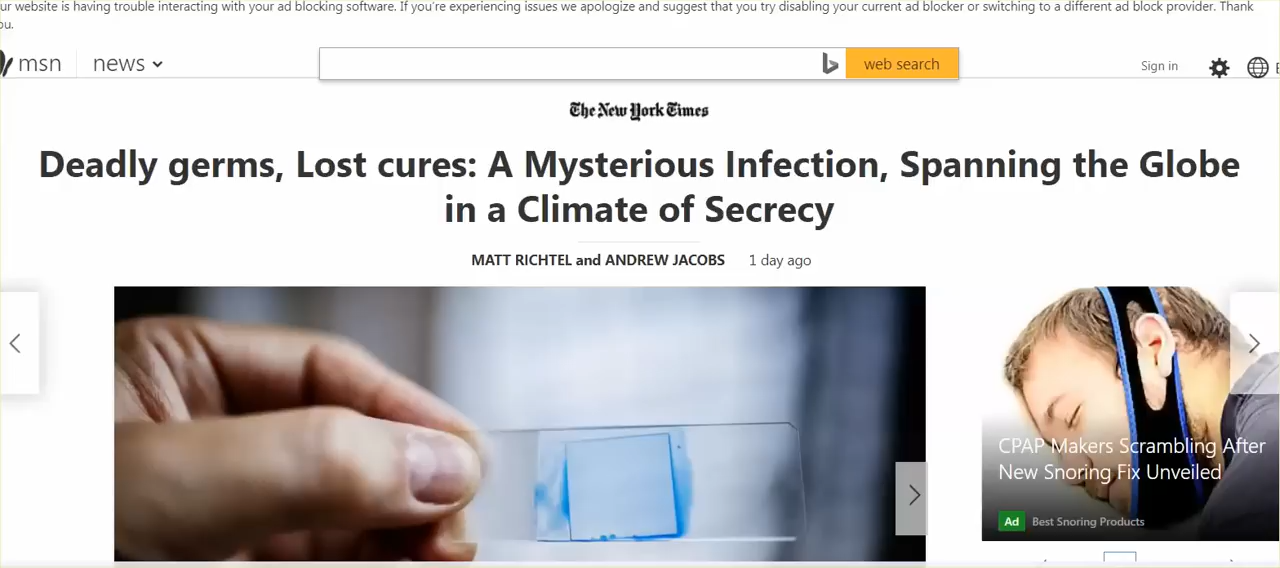 ur website is having trouble interacting with your ad blocking software. If you're experiencing issues we apologize and suggest that you try disabling your current ad blocker or switching to a different ad block provider. Thank
ou.
msn news web search Sign in
The New York Times
Deadly germs, Lost cures: A Mysterious Infection, Spanning the Globe
in a Climate of Secrecy
MATT RICHTEL and ANDREW JACOBS 1 day ago
CPAP Makers Scrambling After
New Snoring Fix Unveiled
Ad Best Snoring Products